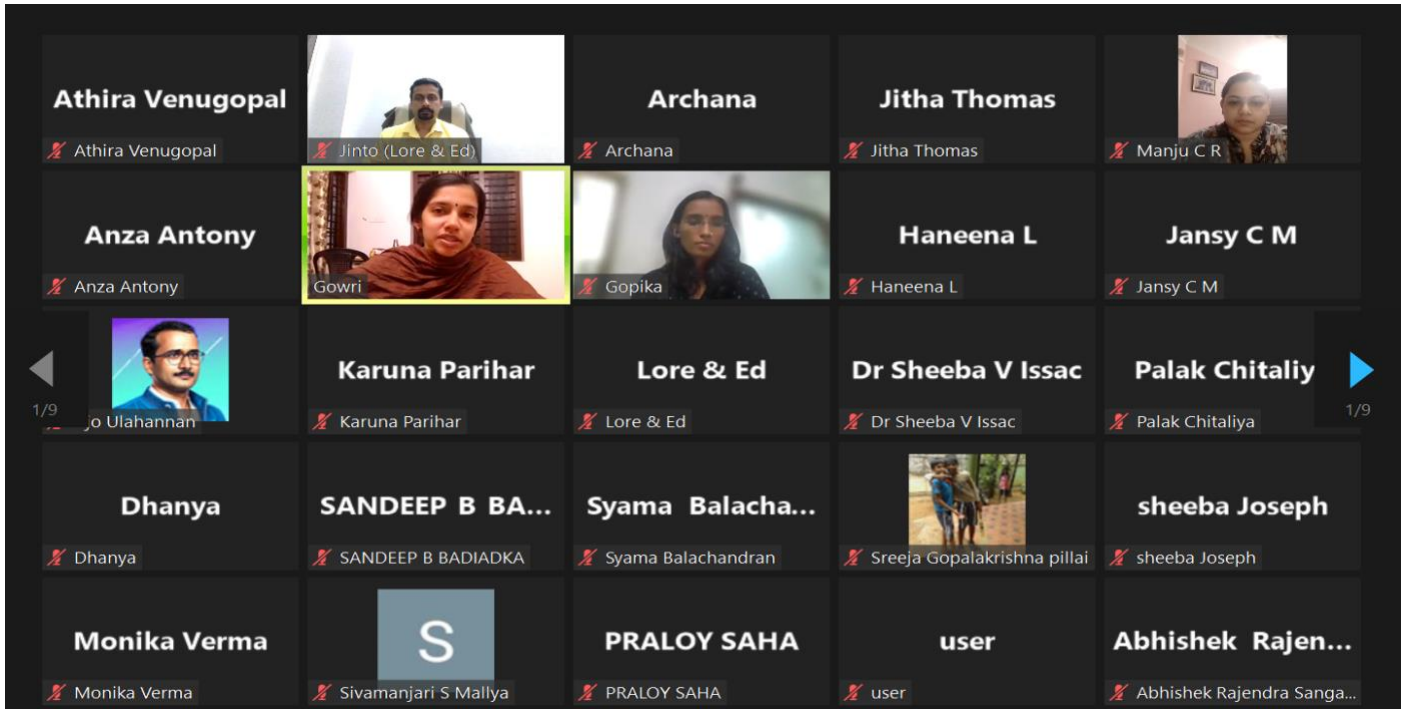 Athira Venugopal
Athira Venugopal
Jinto (Lore & Ed)
Archana
Archana
Jitha Thomas
Jitha Thomas
Manju C R
Anza Antony
Anza Antony
Gowri
Gopika
Haneena L
Haneena L
Jansy C M
Jansy C M
1/9
jo Ulahannan
Karuna Parihar
Karuna Parihar
Lore & Ed
Lore & Ed
Dr Sheeba V Issac
Dr Sheeba V Issac
Palak Chitaliy
Palak Chitaliya
1/9
Dhanya
Dhanya
SANDEEP B BA...
SANDEEP B BADIADKA
Syama Balacha...
Syama Balachandran
Sreeja Gopalakrishna pillai
sheeba Joseph
sheeba Joseph
Monika Verma
Monika Verma
S
Sivamanjari S Mallya
PRALOY SAHA
PRALOY SAHA
user
user
Abhishek Rajen...
Abhishek Rajendra Sanga...